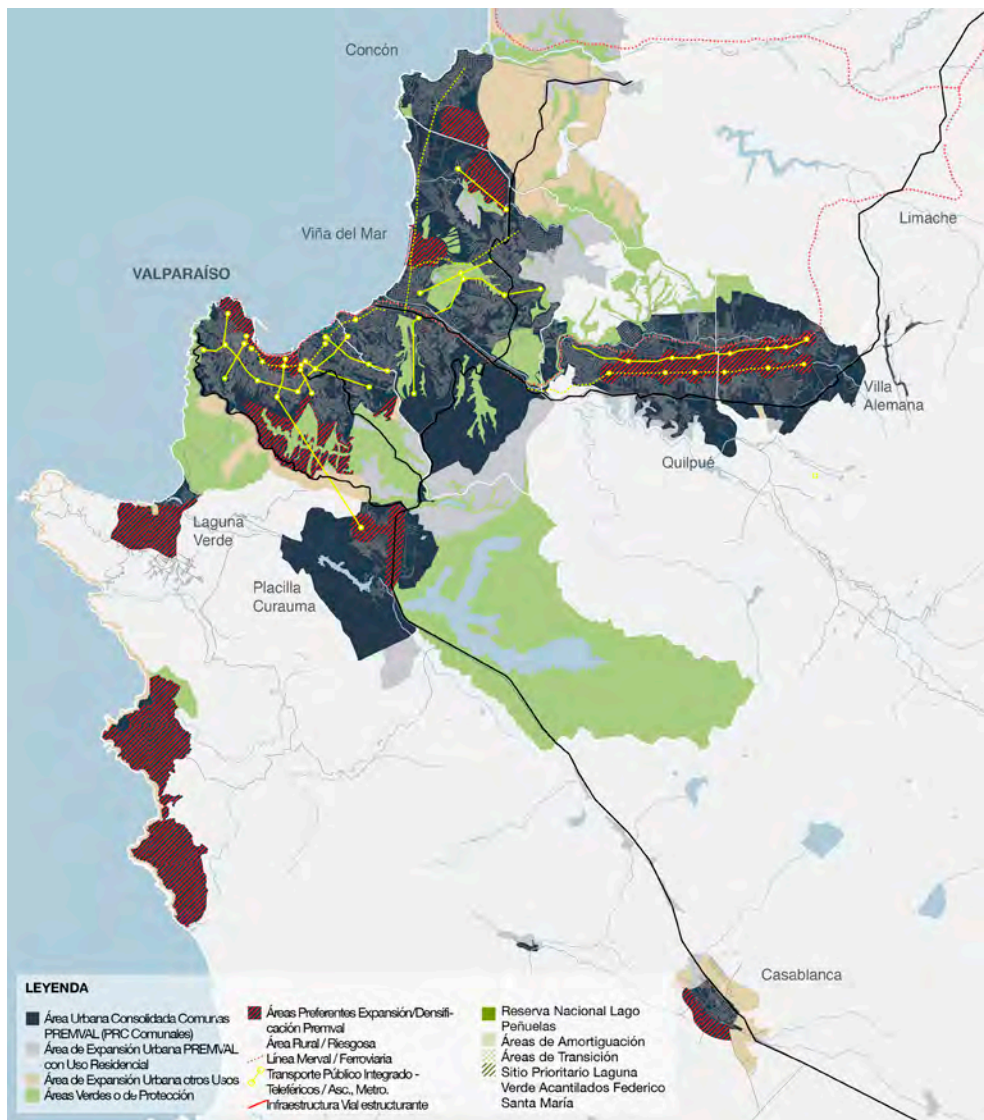 Concón
Limache
Viña del Mar
VALPARAÍSO
Villa
Alemana
Quilpué
Laguna
Verde
Placilla
Curauma
Casablanca
LEYENDA
Área Urbana Consolidada Comunas
PREMVAL (PRC Comunales)
Área de Expansión Urbana PREMVAL
con Uso Residencial
Área de Expansión Urbana otros Usos
Áreas Verdes o de Protección
Áreas Preferentes Expansión/Densifi-
cación Premval
Área Rural / Riesgosa
Línea Merval / Ferroviaria
Transporte Público Integrado -
Teleféricos / Asc., Metro.
Infraestructura Vial estructurante
Reserva Nacional Lago
Peñuelas
Áreas de Amortiguación
Áreas de Transición
Sitio Prioritario Laguna
Verde Acantilados Federico
Santa María